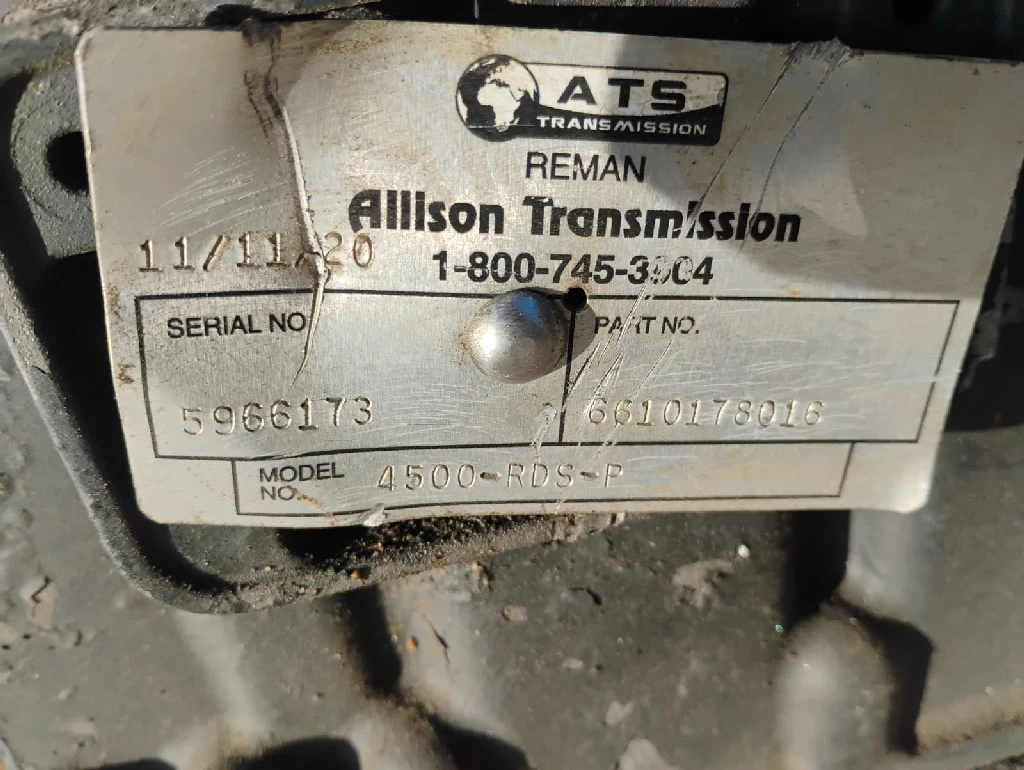 ATS
TRANSMISSION
REMAN
Allison Transmission
11/11/20
SERIAL NO
PART NO.
5966173
6610178016
MODEL NO.
4500-RDS-P